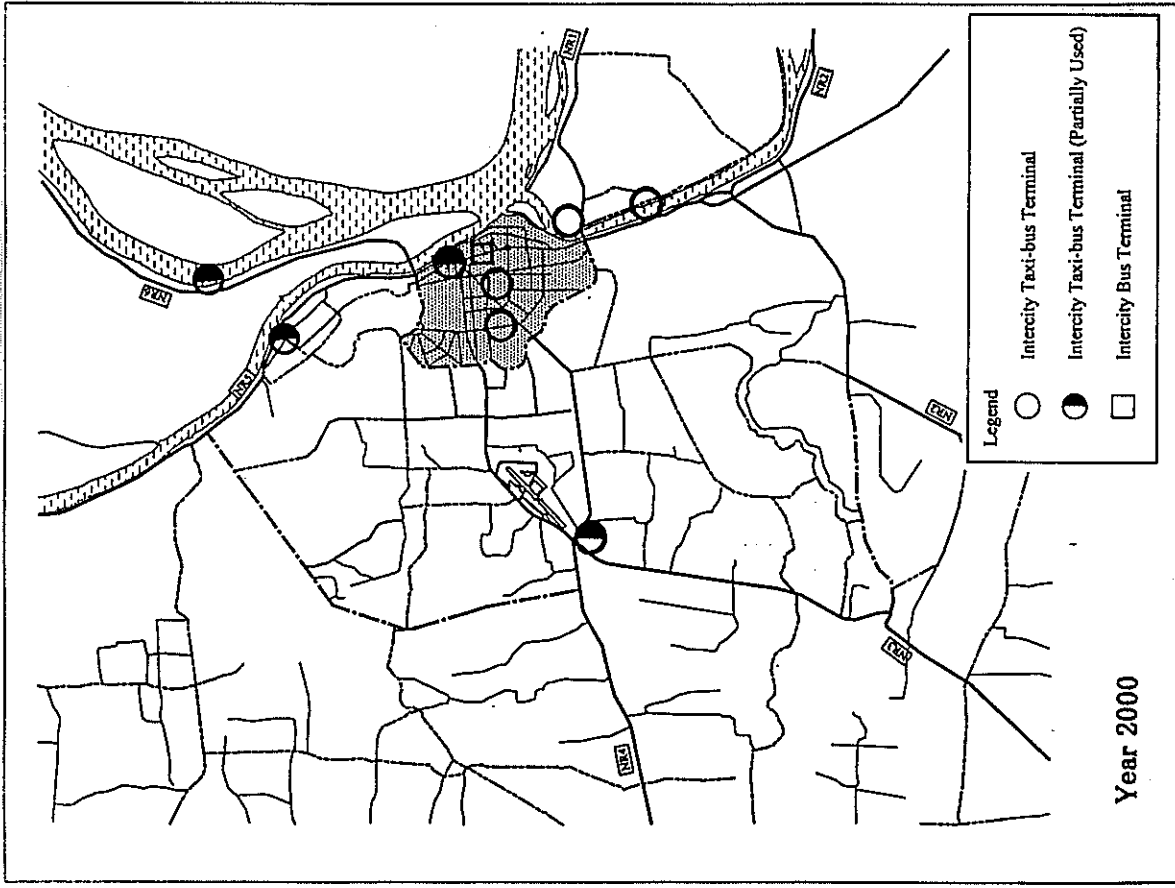 NR6
NR5
NR1
NR2
NR2
NR3
NR4
Year 2000
Legend
Intercity Taxi-bus Terminal
Intercity Taxi-bus Terminal (Partially Used)
Intercity Bus Terminal